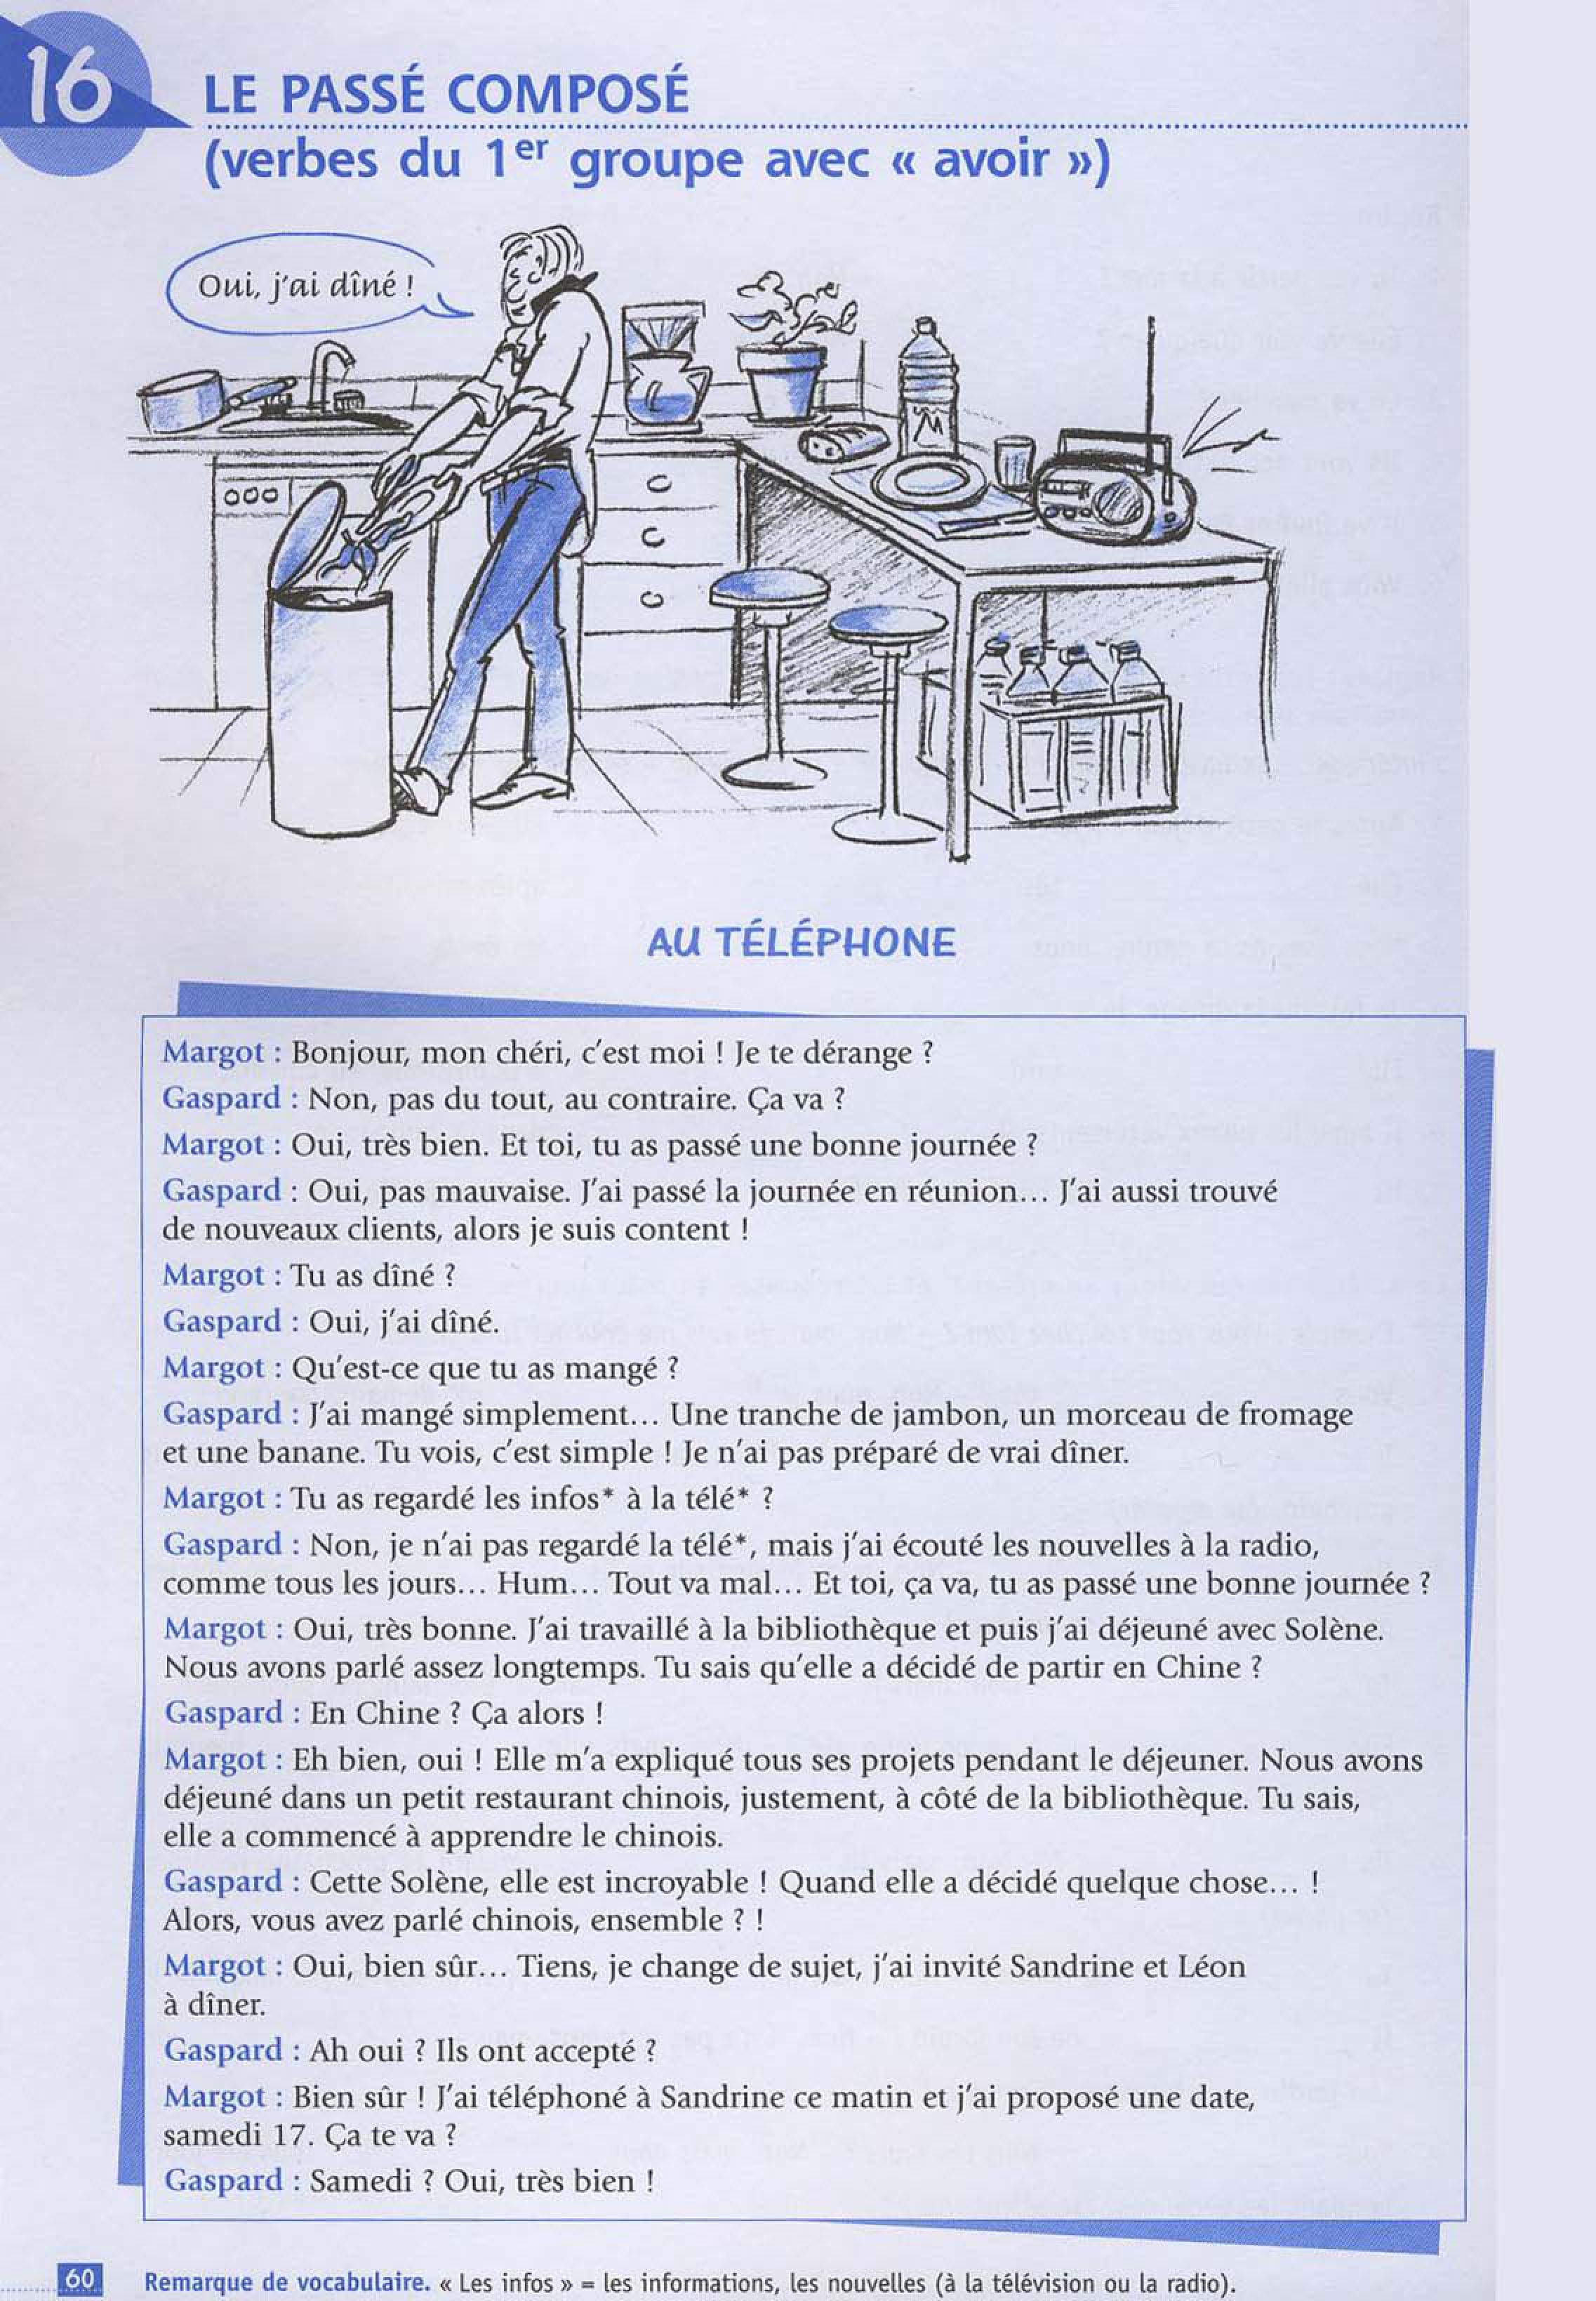 16
LE PASSÉ COMPOSÉ
(verbes du 1er groupe avec « avoir »)
Oui, j'ai dîné !
AU TÉLÉPHONE
Margot : Bonjour, mon chéri, c'est moi ! Je te dérange ?
Gaspard : Non, pas du tout, au contraire. Ça va ?
Margot : Oui, très bien. Et toi, tu as passé une bonne journée ?
Gaspard : Oui, pas mauvaise. J'ai passé la journée en réunion... J'ai aussi trouvé
de nouveaux clients, alors je suis content !
Margot : Tu as dîné ?
Gaspard : Oui, j'ai dîné.
Margot : Qu'est-ce que tu as mangé ?
Gaspard : J'ai mangé simplement... Une tranche de jambon, un morceau de fromage
et une banane. Tu vois, c'est simple ! Je n'ai pas préparé de vrai dîner.
Margot : Tu as regardé les infos* à la télé* ?
Gaspard : Non, je n'ai pas regardé la télé*, mais j'ai écouté les nouvelles à la radio,
comme tous les jours... Hum... Tout va mal... Et toi, ça va, tu as passé une bonne journée ?
Margot : Oui, très bonne. J'ai travaillé à la bibliothèque et puis j'ai déjeuné avec Solène.
Nous avons parlé assez longtemps. Tu sais qu'elle a décidé de partir en Chine ?
Gaspard : En Chine ? Ça alors !
Margot : Eh bien, oui ! Elle m'a expliqué tous ses projets pendant le déjeuner. Nous avons
déjeuné dans un petit restaurant chinois, justement, à côté de la bibliothèque. Tu sais,
elle a commencé à apprendre le chinois.
Gaspard : Cette Solène, elle est incroyable ! Quand elle a décidé quelque chose... !
Alors, vous avez parlé chinois, ensemble ? !
Margot : Oui, bien sûr... Tiens, je change de sujet, j'ai invité Sandrine et Léon
à dîner.
Gaspard : Ah oui ? Ils ont accepté ?
Margot : Bien sûr ! J'ai téléphoné à Sandrine ce matin et j'ai proposé une date,
samedi 17. Ça te va ?
Gaspard : Samedi ? Oui, très bien !
60
Remarque de vocabulaire. « Les infos » = les informations, les nouvelles (à la télévision ou la radio).